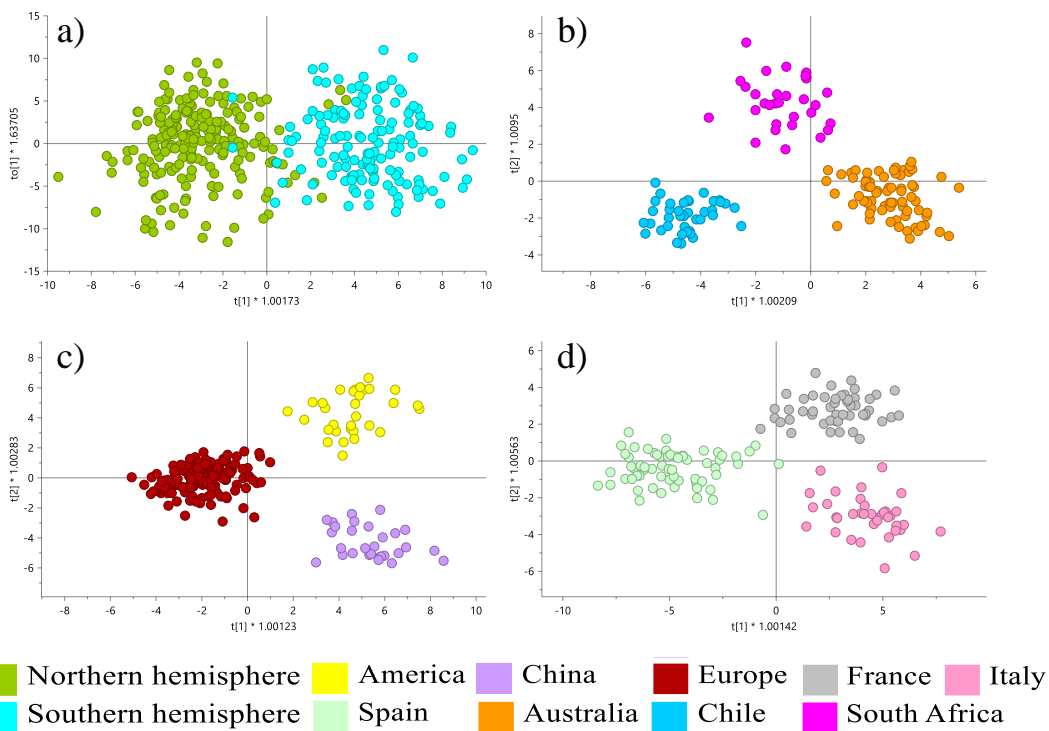 a)
15
10
5
0
-5
-10
-15
to[1] * 1.63705
-10 -8 -6 -4 -2 0 2 4 6 8 10
t[1] * 1.00173
b)
8
6
4
2
0
-2
-4
t[2] * 1.0095
-8 -6 -4 -2 0 2 4 6
t[1] * 1.00209
c)
8
6
4
2
0
-2
-4
-6
t[2] * 1.00283
-8 -6 -4 -2 0 2 4 6 8 10
t[1] * 1.00123
d)
6
4
2
0
-2
-4
-6
t[2] * 1.00563
-10 -5 0 5
t[1] * 1.00142
Northern hemisphere America China Europe France Italy
Southern hemisphere Spain Australia Chile South Africa